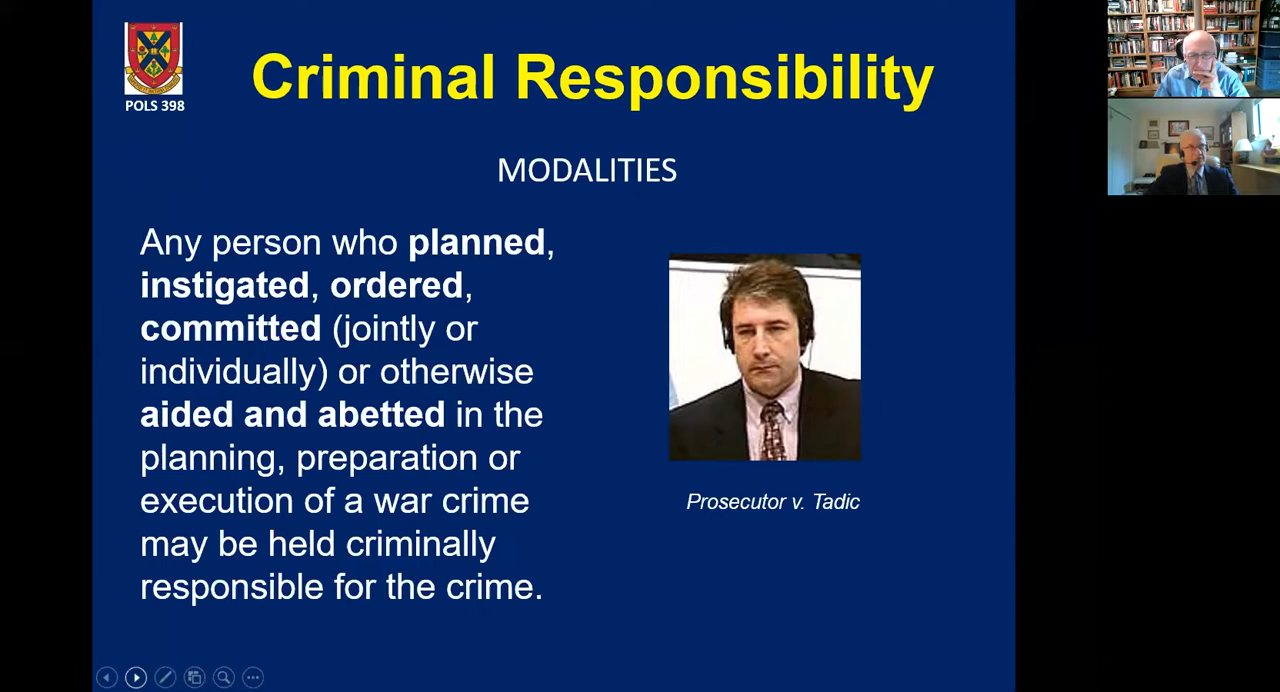 Criminal Responsibility
POLS 398
MODALITIES
Any person who planned,
instigated, ordered,
committed (jointly or
individually) or otherwise
aided and abetted in the
planning, preparation or
execution of a war crime
may be held criminally
responsible for the crime.
Prosecutor v. Tadic